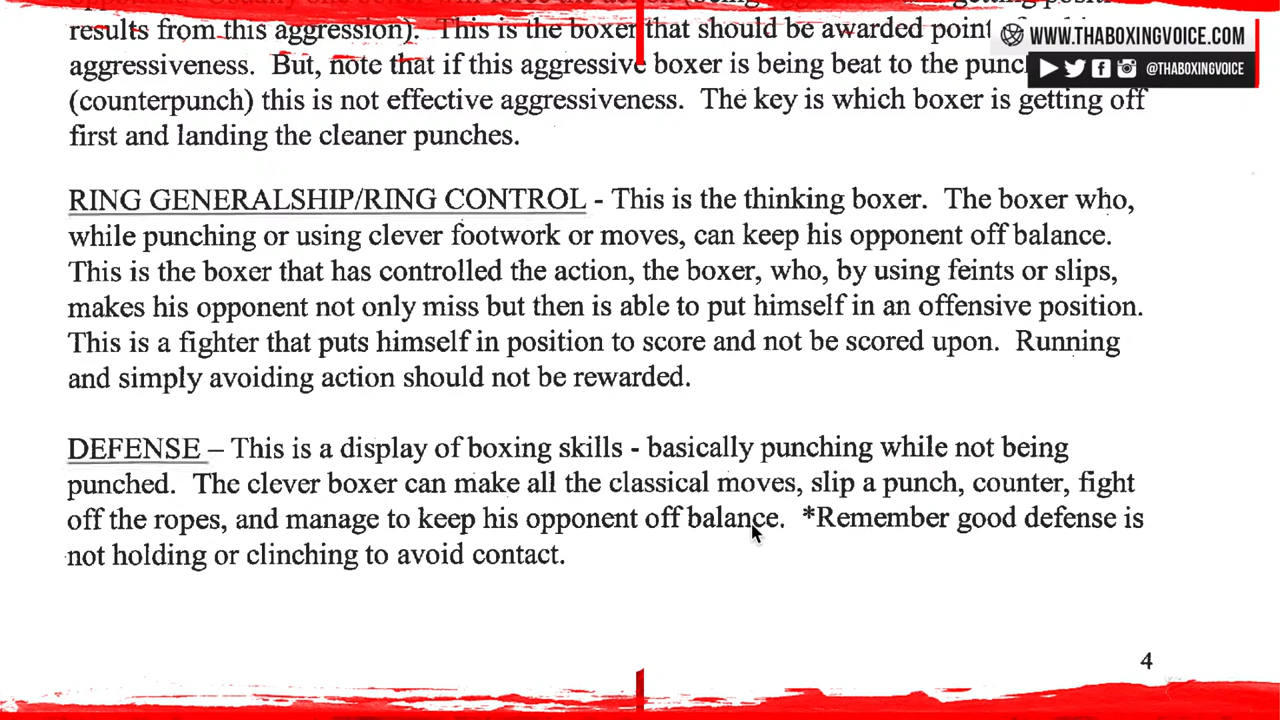 results from this aggression). This is the boxer that should be awarded point
WWW.THABOXINGVOICE.COM
aggressiveness. But, note that if this aggressive boxer is being beat to the
@THABOXINGVOICE
(counterpunch) this is not effective aggressiveness. The key is which boxer is getting off
first and landing the cleaner punches.
RING GENERALSHIP/RING CONTROL - This is the thinking boxer. The boxer who,
while punching or using clever footwork or moves, can keep his opponent off balance.
This is the boxer that has controlled the action, the boxer, who, by using feints or slips,
makes his opponent not only miss but then is able to put himself in an offensive position.
This is a fighter that puts himself in position to score and not be scored upon. Running
and simply avoiding action should not be rewarded.
DEFENSE – This is a display of boxing skills - basically punching while not being
punched. The clever boxer can make all the classical moves, slip a punch, counter, fight
off the ropes, and manage to keep his opponent off balance. *Remember good defense is
not holding or clinching to avoid contact.
4